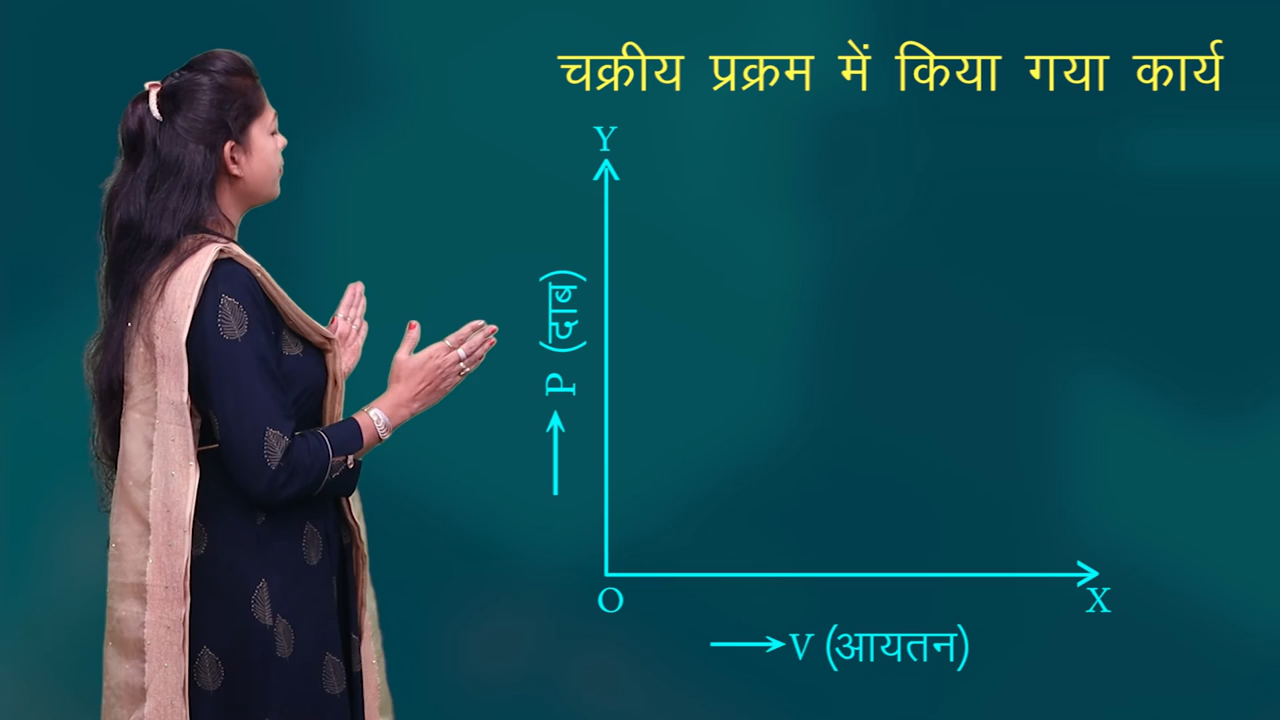 चक्रीय प्रक्रम में किया गया कार्य
Y
→ P (दाब)
O
X
→ V (आयतन)